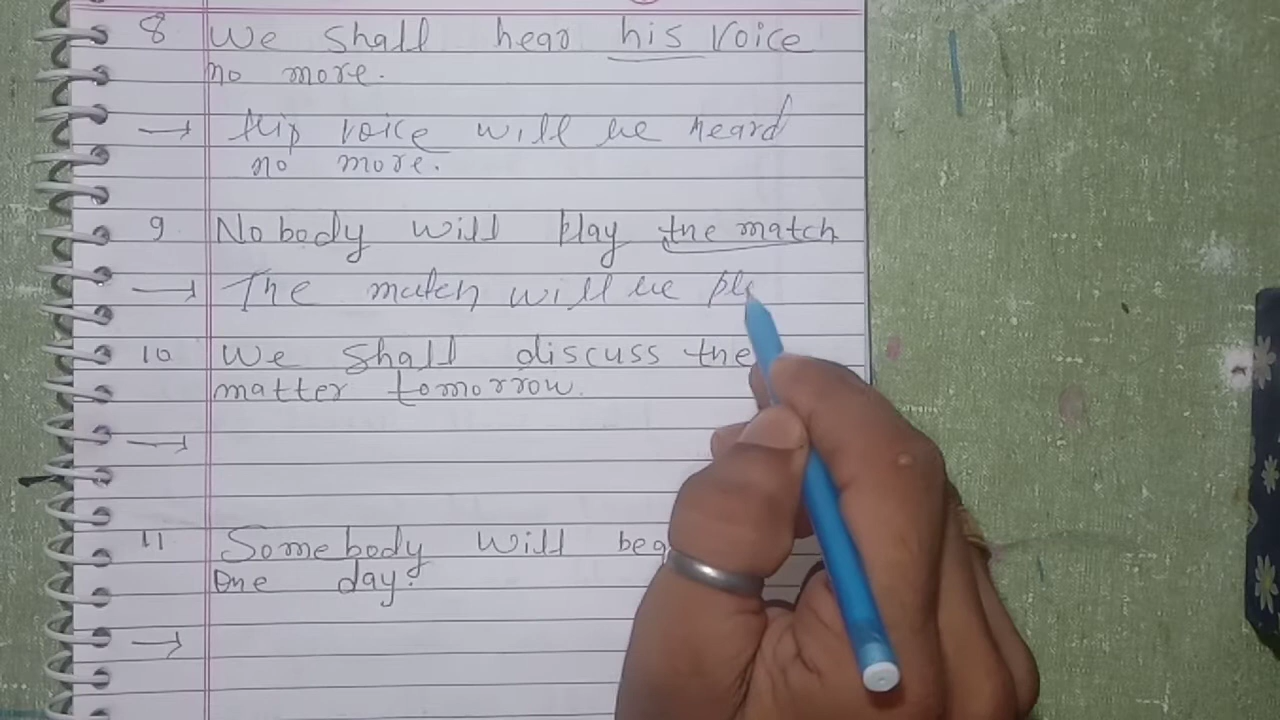 8 We shall hear his voice
no more.
→ His voice will be heard
no more.
9 Nobody will play the match
→ The match will be pl
10 We shall discuss the
matter tomorrow.
→
11 Somebody will
one day.
→